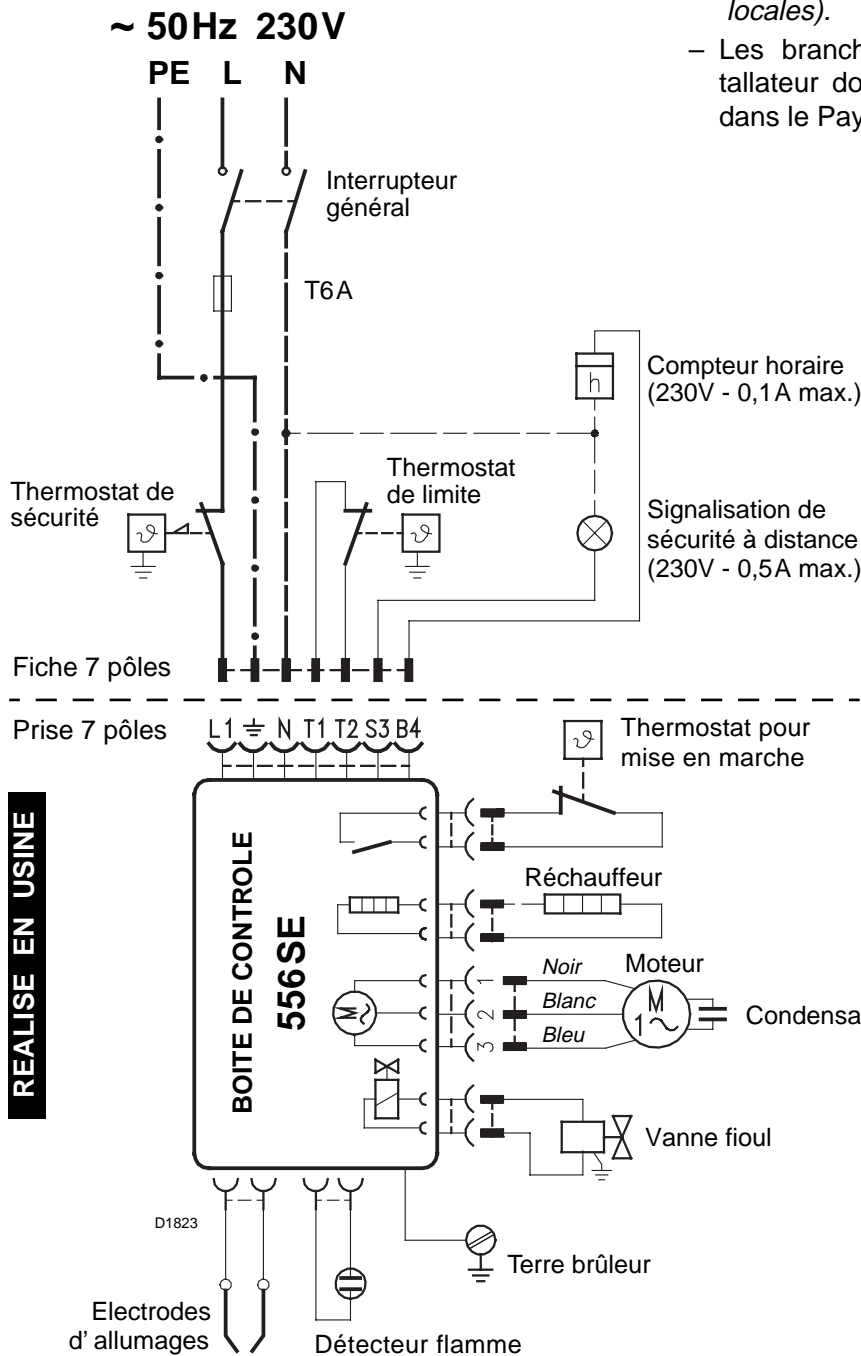 locales).
– Les branch
tallateur do
dans le Pay
~ 50Hz 230V
PE L N
Interrupteur
général
T6A
Compteur horaire
(230V - 0,1A max.)
h
Thermostat de
sécurité
Thermostat
de limite
ϑ
ϑ
Signalisation de
sécurité à distance
(230V - 0,5A max.)
Fiche 7 pôles
Prise 7 pôles
L1 N T1 T2 S3 B4
ϑ
Thermostat pour
mise en marche
REALISE EN USINE
BOITE DE CONTROLE
556SE
Réchauffeur
M
1 Noir
2 Blanc
3 Bleu
Moteur
M
1~
Condensa
Vanne fioul
D1823
Terre brûleur
Electrodes
d'allumages
Détecteur flamme